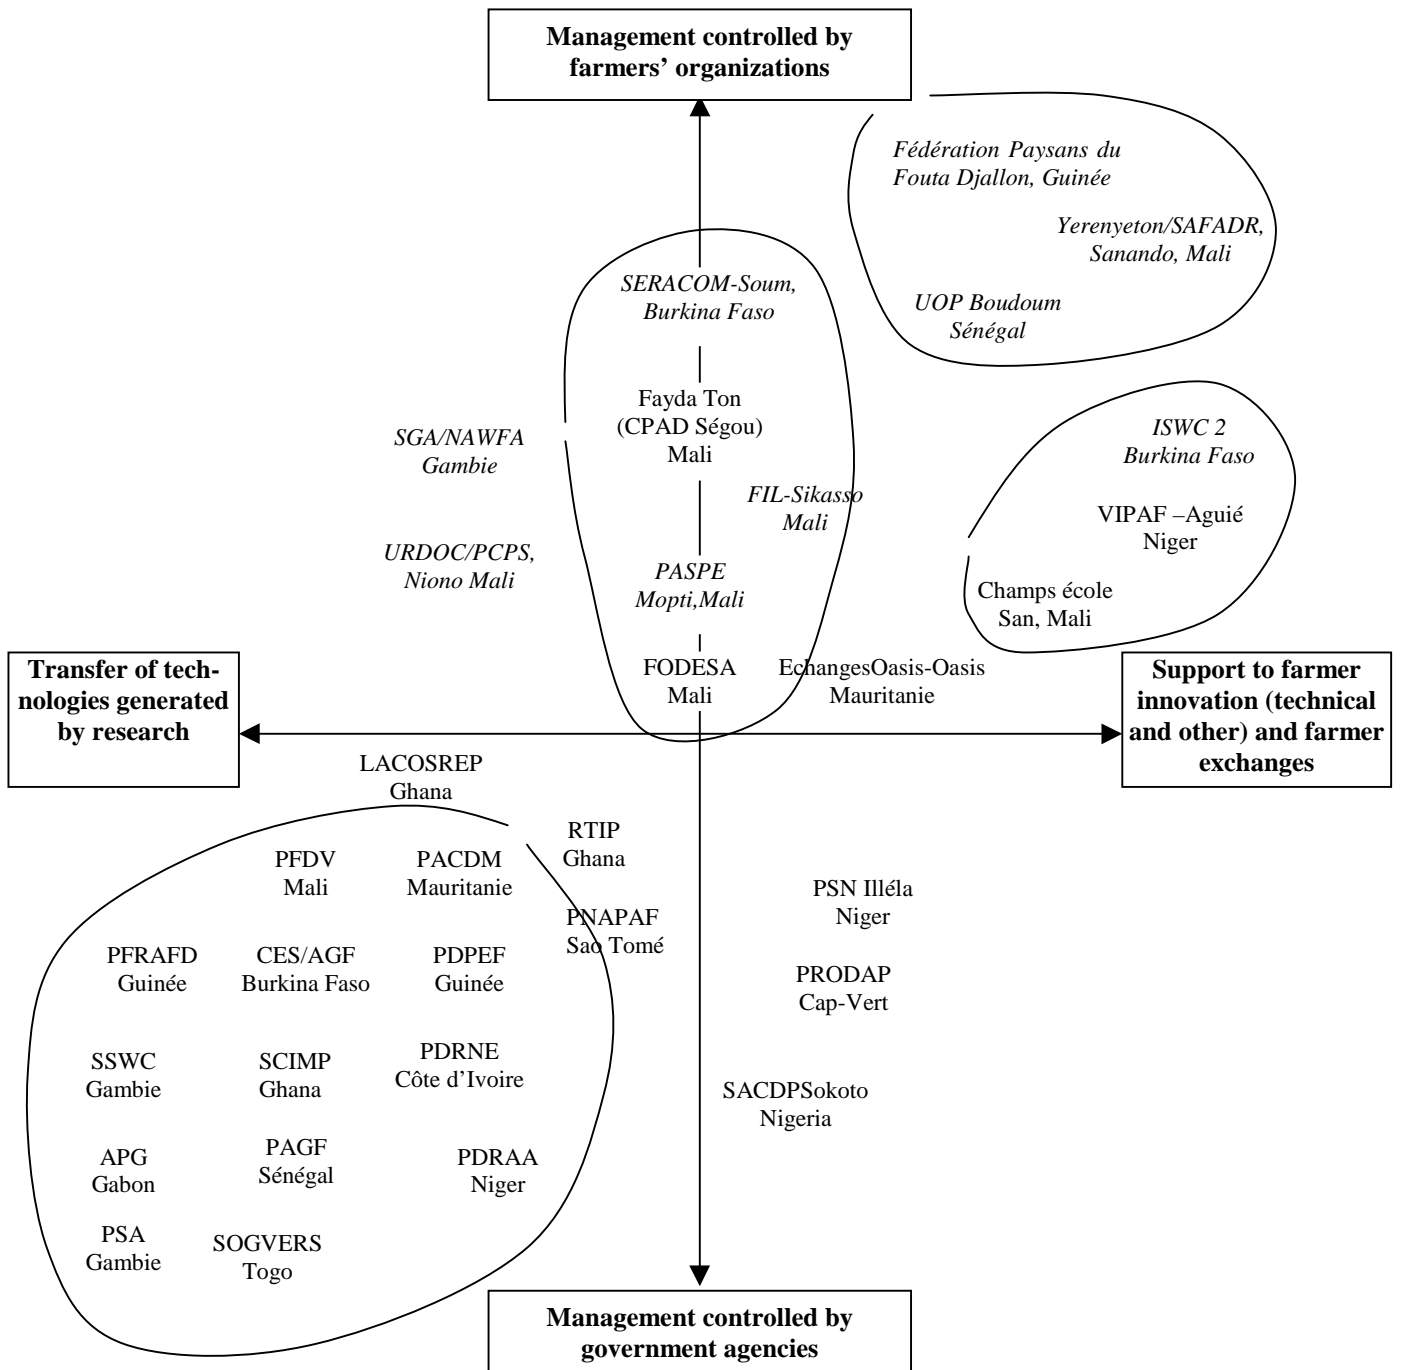 Management controlled by
farmers’ organizations
Fédération Paysans du
Fouta Djallon, Guinée
Yerenyeton/SAFADR,
Sanando, Mali
UOP Boudoum
Sénégal
SERACOM-Soum,
Burkina Faso
Fayda Ton
(CPAD Ségou)
Mali
SGA/NAWFA
Gambie
FIL-Sikasso
Mali
URDOC/PCPS,
Niono Mali
PASPE
Mopti,Mali
ISWC 2
Burkina Faso
VIPAF –Aguié
Niger
Champs école
San, Mali
FODESA
Mali
EchangesOasis-Oasis
Mauritanie
Transfer of tech-
nologies generated
by research
Support to farmer
innovation (technical
and other) and farmer
exchanges
LACOSREP
Ghana
RTIP
Ghana
PFDV
Mali
PACDM
Mauritanie
PSN Illéla
Niger
PNAPAF
Sao Tomé
PFRAFD
Guinée
CES/AGF
Burkina Faso
PDPEF
Guinée
PRODAP
Cap-Vert
SSWC
Gambie
SCIMP
Ghana
PDRNE
Côte d’Ivoire
SACDPSokoto
Nigeria
APG
Gabon
PAGF
Sénégal
PDRAA
Niger
PSA
Gambie
SOGVERS
Togo
Management controlled by
government agencies